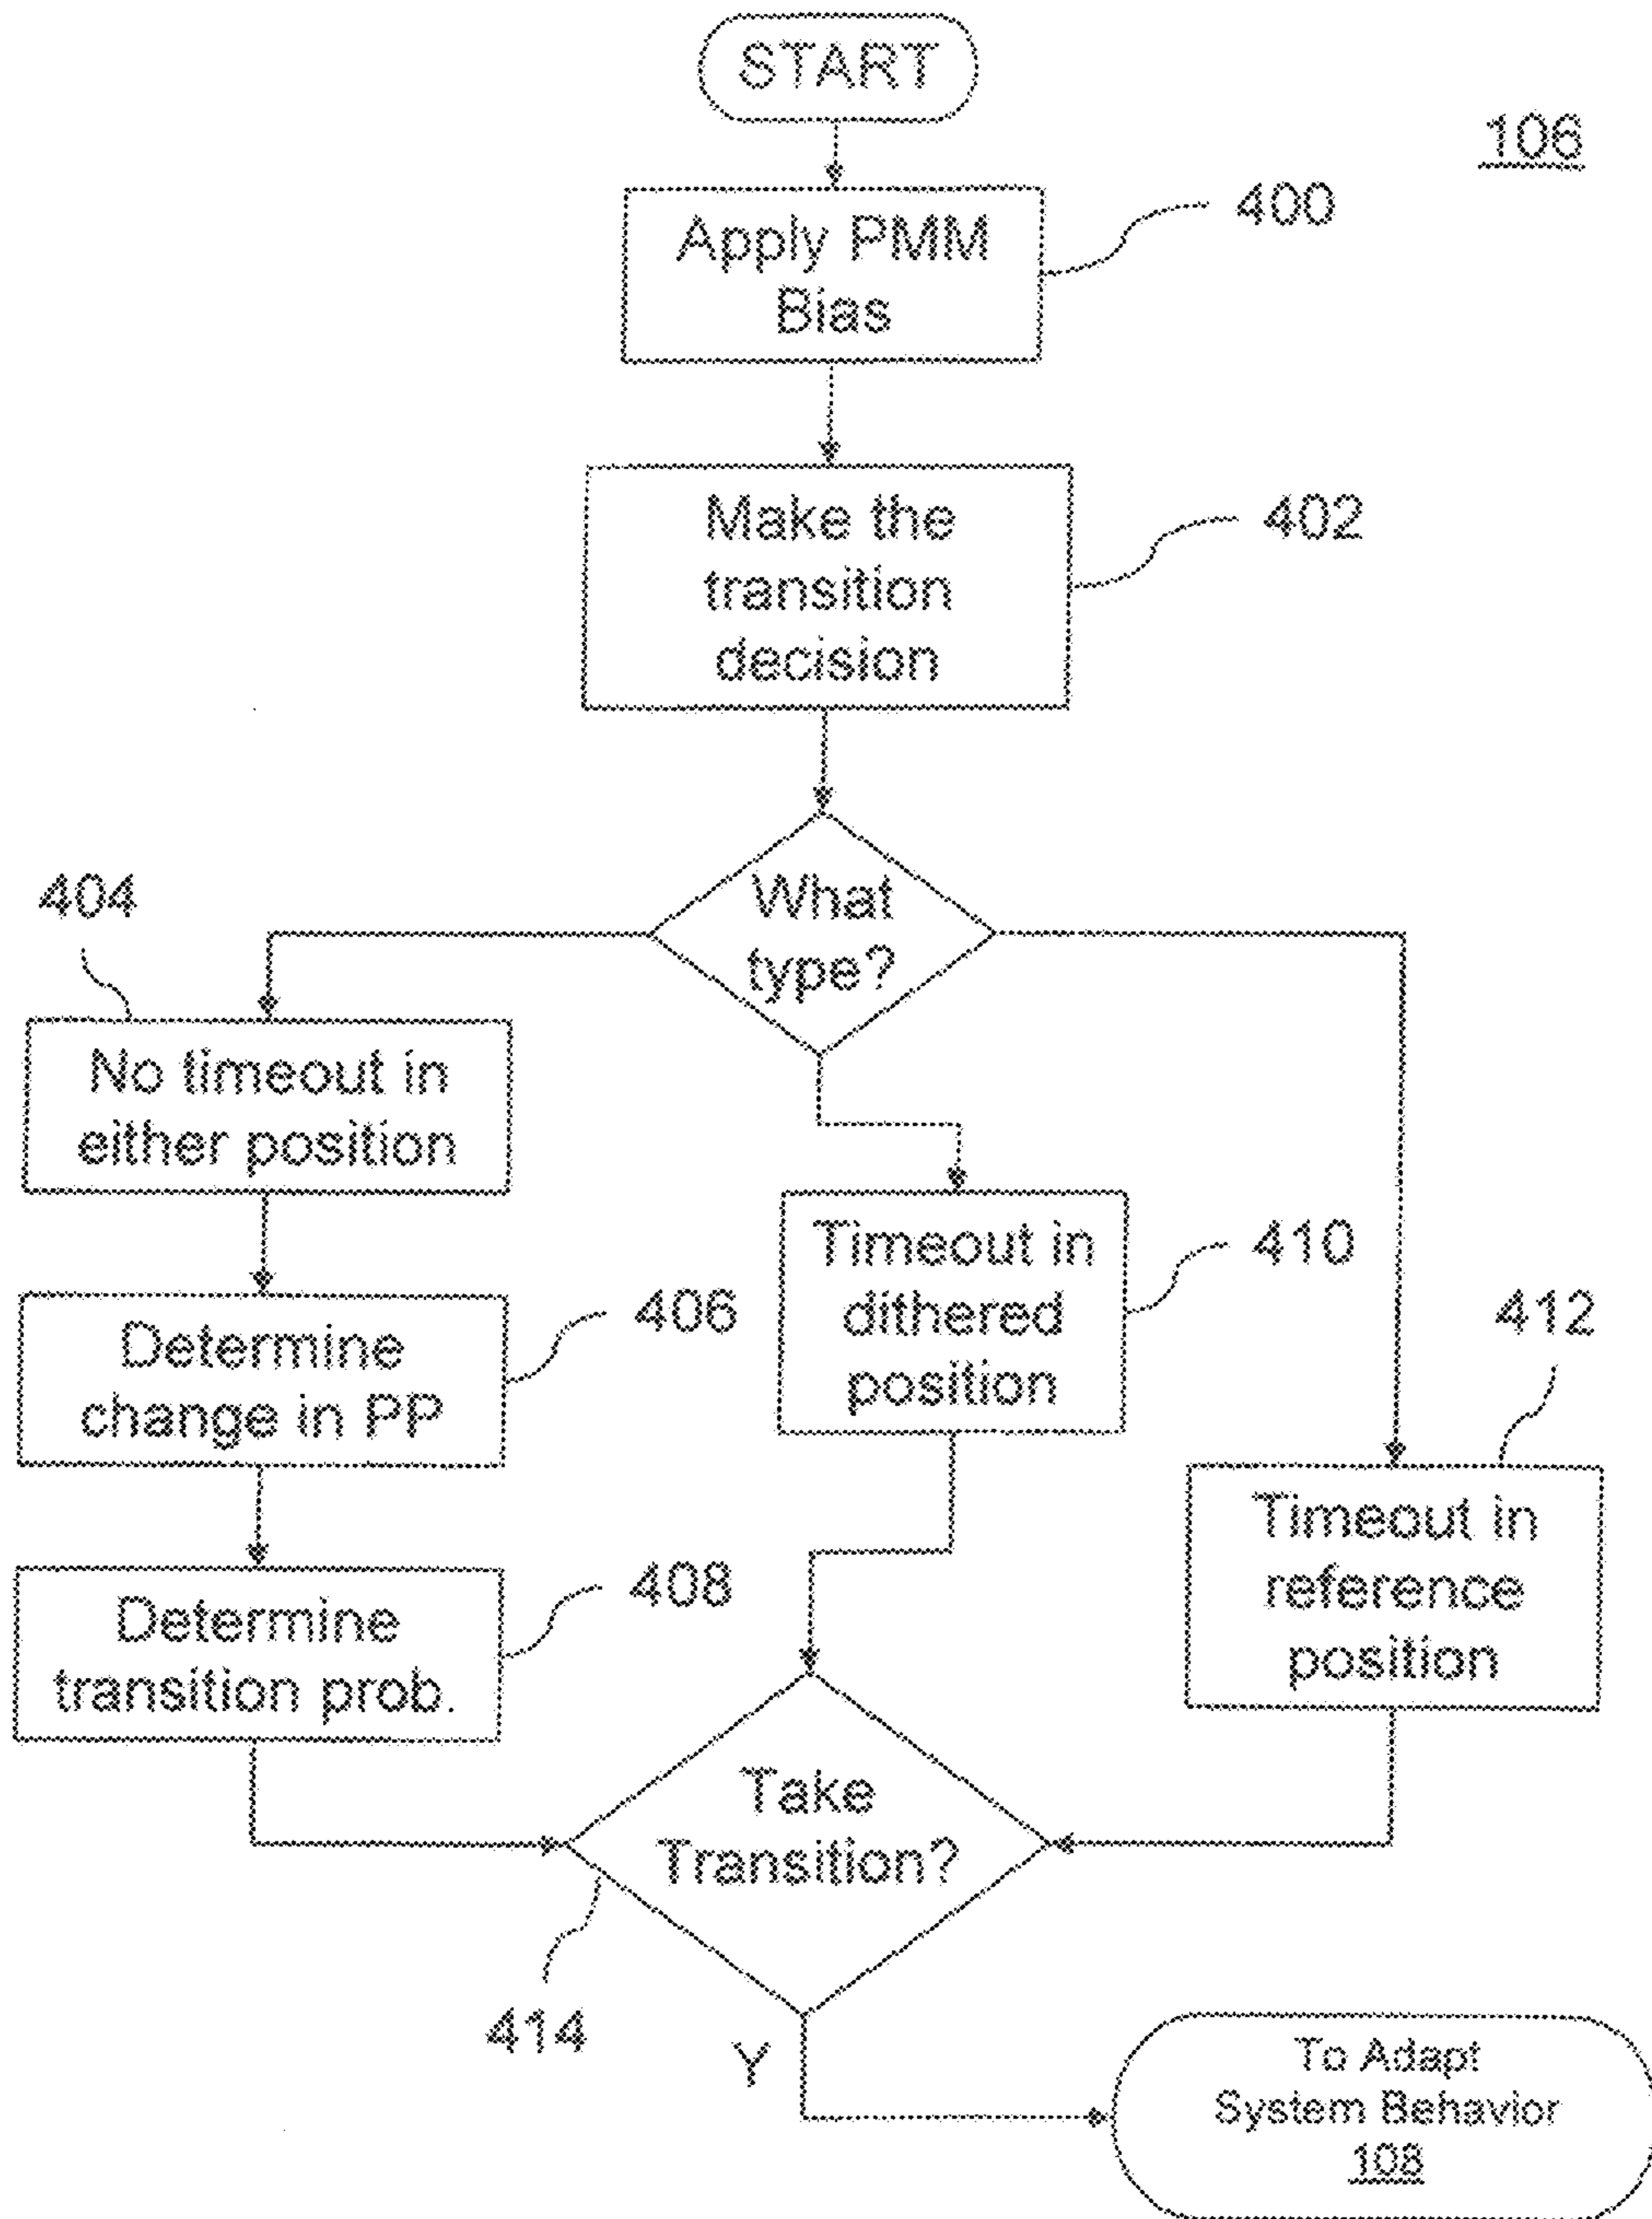 START
106
400
Apply PMM
Bias
402
Make the
transition
decision
What
type?
404
No timeout in
either position
410
Timeout in
dithered
position
406
Determine
change in PP
412
Timeout in
reference
position
408
Determine
transition prob.
Take
Transition?
414
Y
To Adapt
System Behavior
108